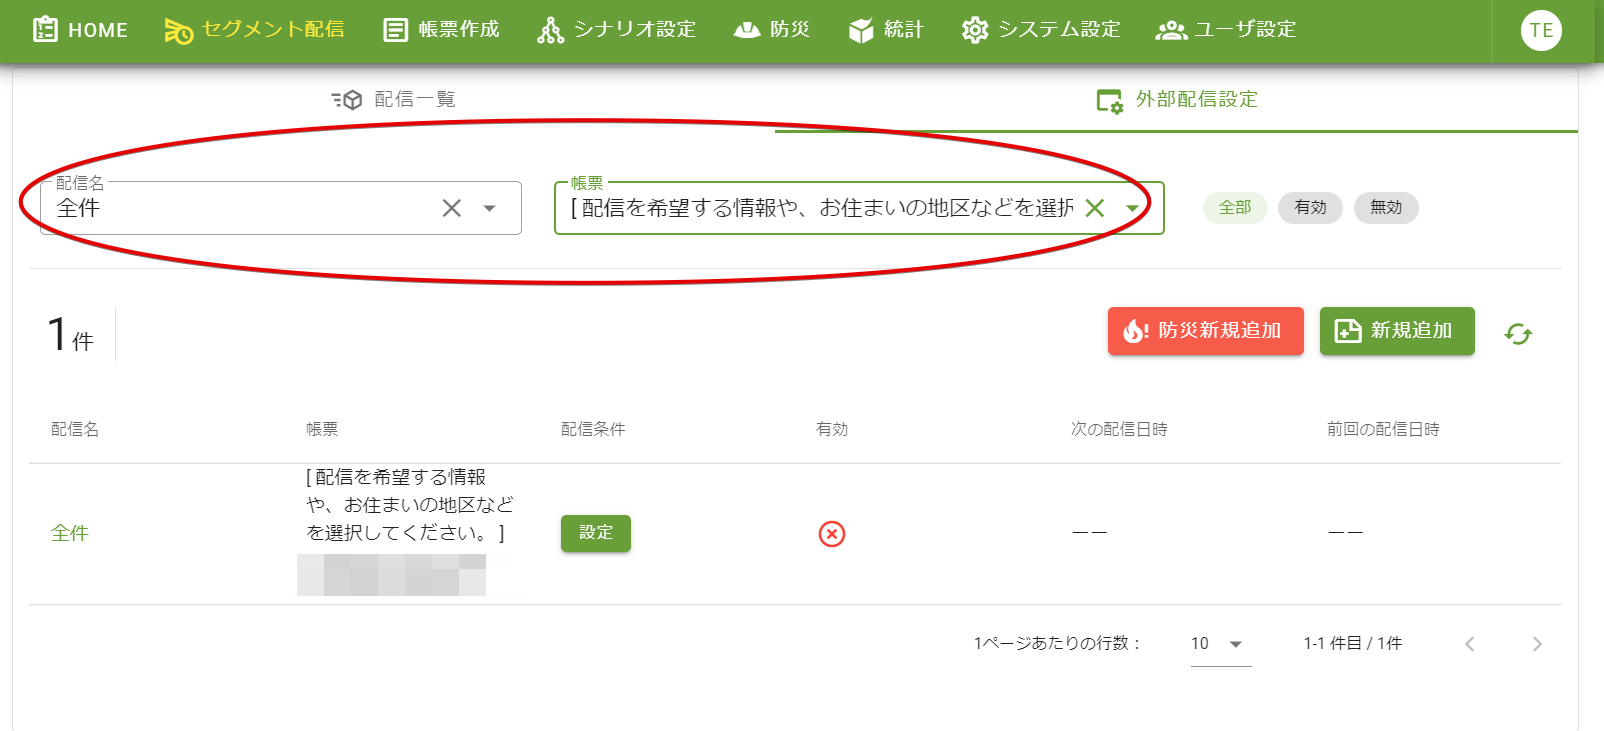 HOME
セグメント配信
帳票作成
シナリオ設定
防災
統計
システム設定
ユーザ設定
TE
配信一覧
外部配信設定
配信名
全件
帳票
[ 配信を希望する情報や、お住まいの地区などを選択
全部
有効
無効
1件
防災新規追加
新規追加
配信名
帳票
配信条件
有効
次の配信日時
前回の配信日時
全件
[ 配信を希望する情報
や、お住まいの地区など
を選択してください。 ]
設定
ーー
ーー
1ページあたりの行数：
10
1-1 件目 / 1件